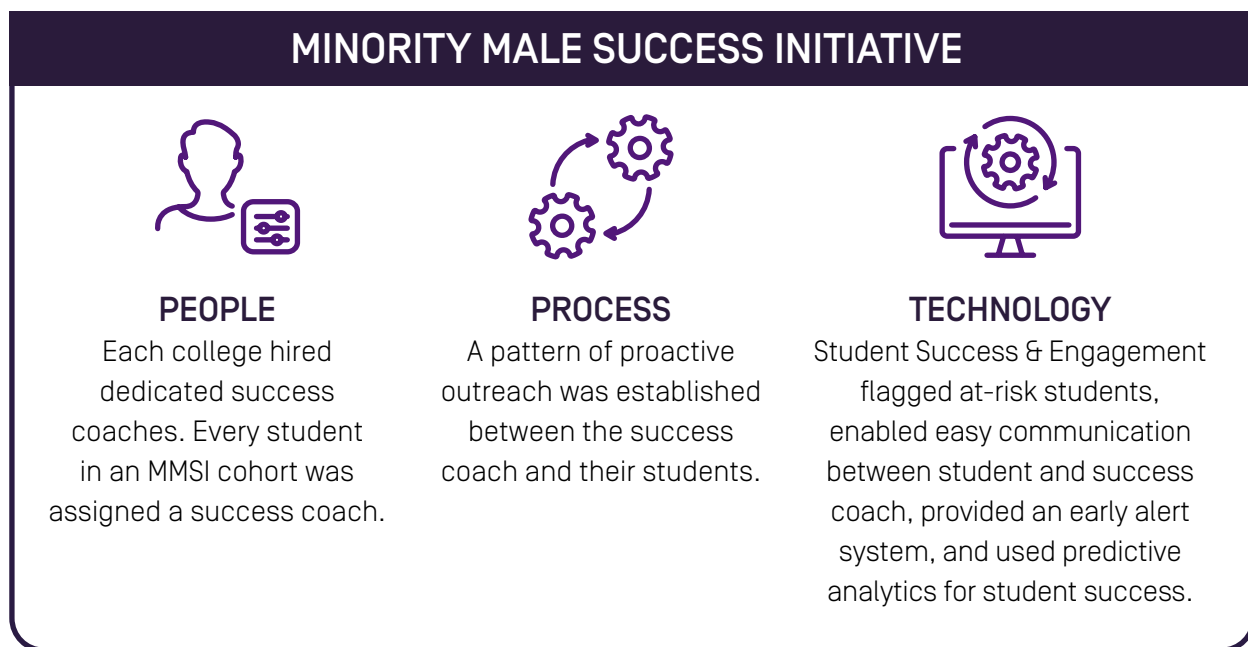 MINORITY MALE SUCCESS INITIATIVE
PEOPLE
Each college hired
dedicated success
coaches. Every student
in an MMSI cohort was
assigned a success coach.
PROCESS
A pattern of proactive
outreach was established
between the success
coach and their students.
TECHNOLOGY
Student Success & Engagement
flagged at-risk students,
enabled easy communication
between student and success
coach, provided an early alert
system, and used predictive
analytics for student success.